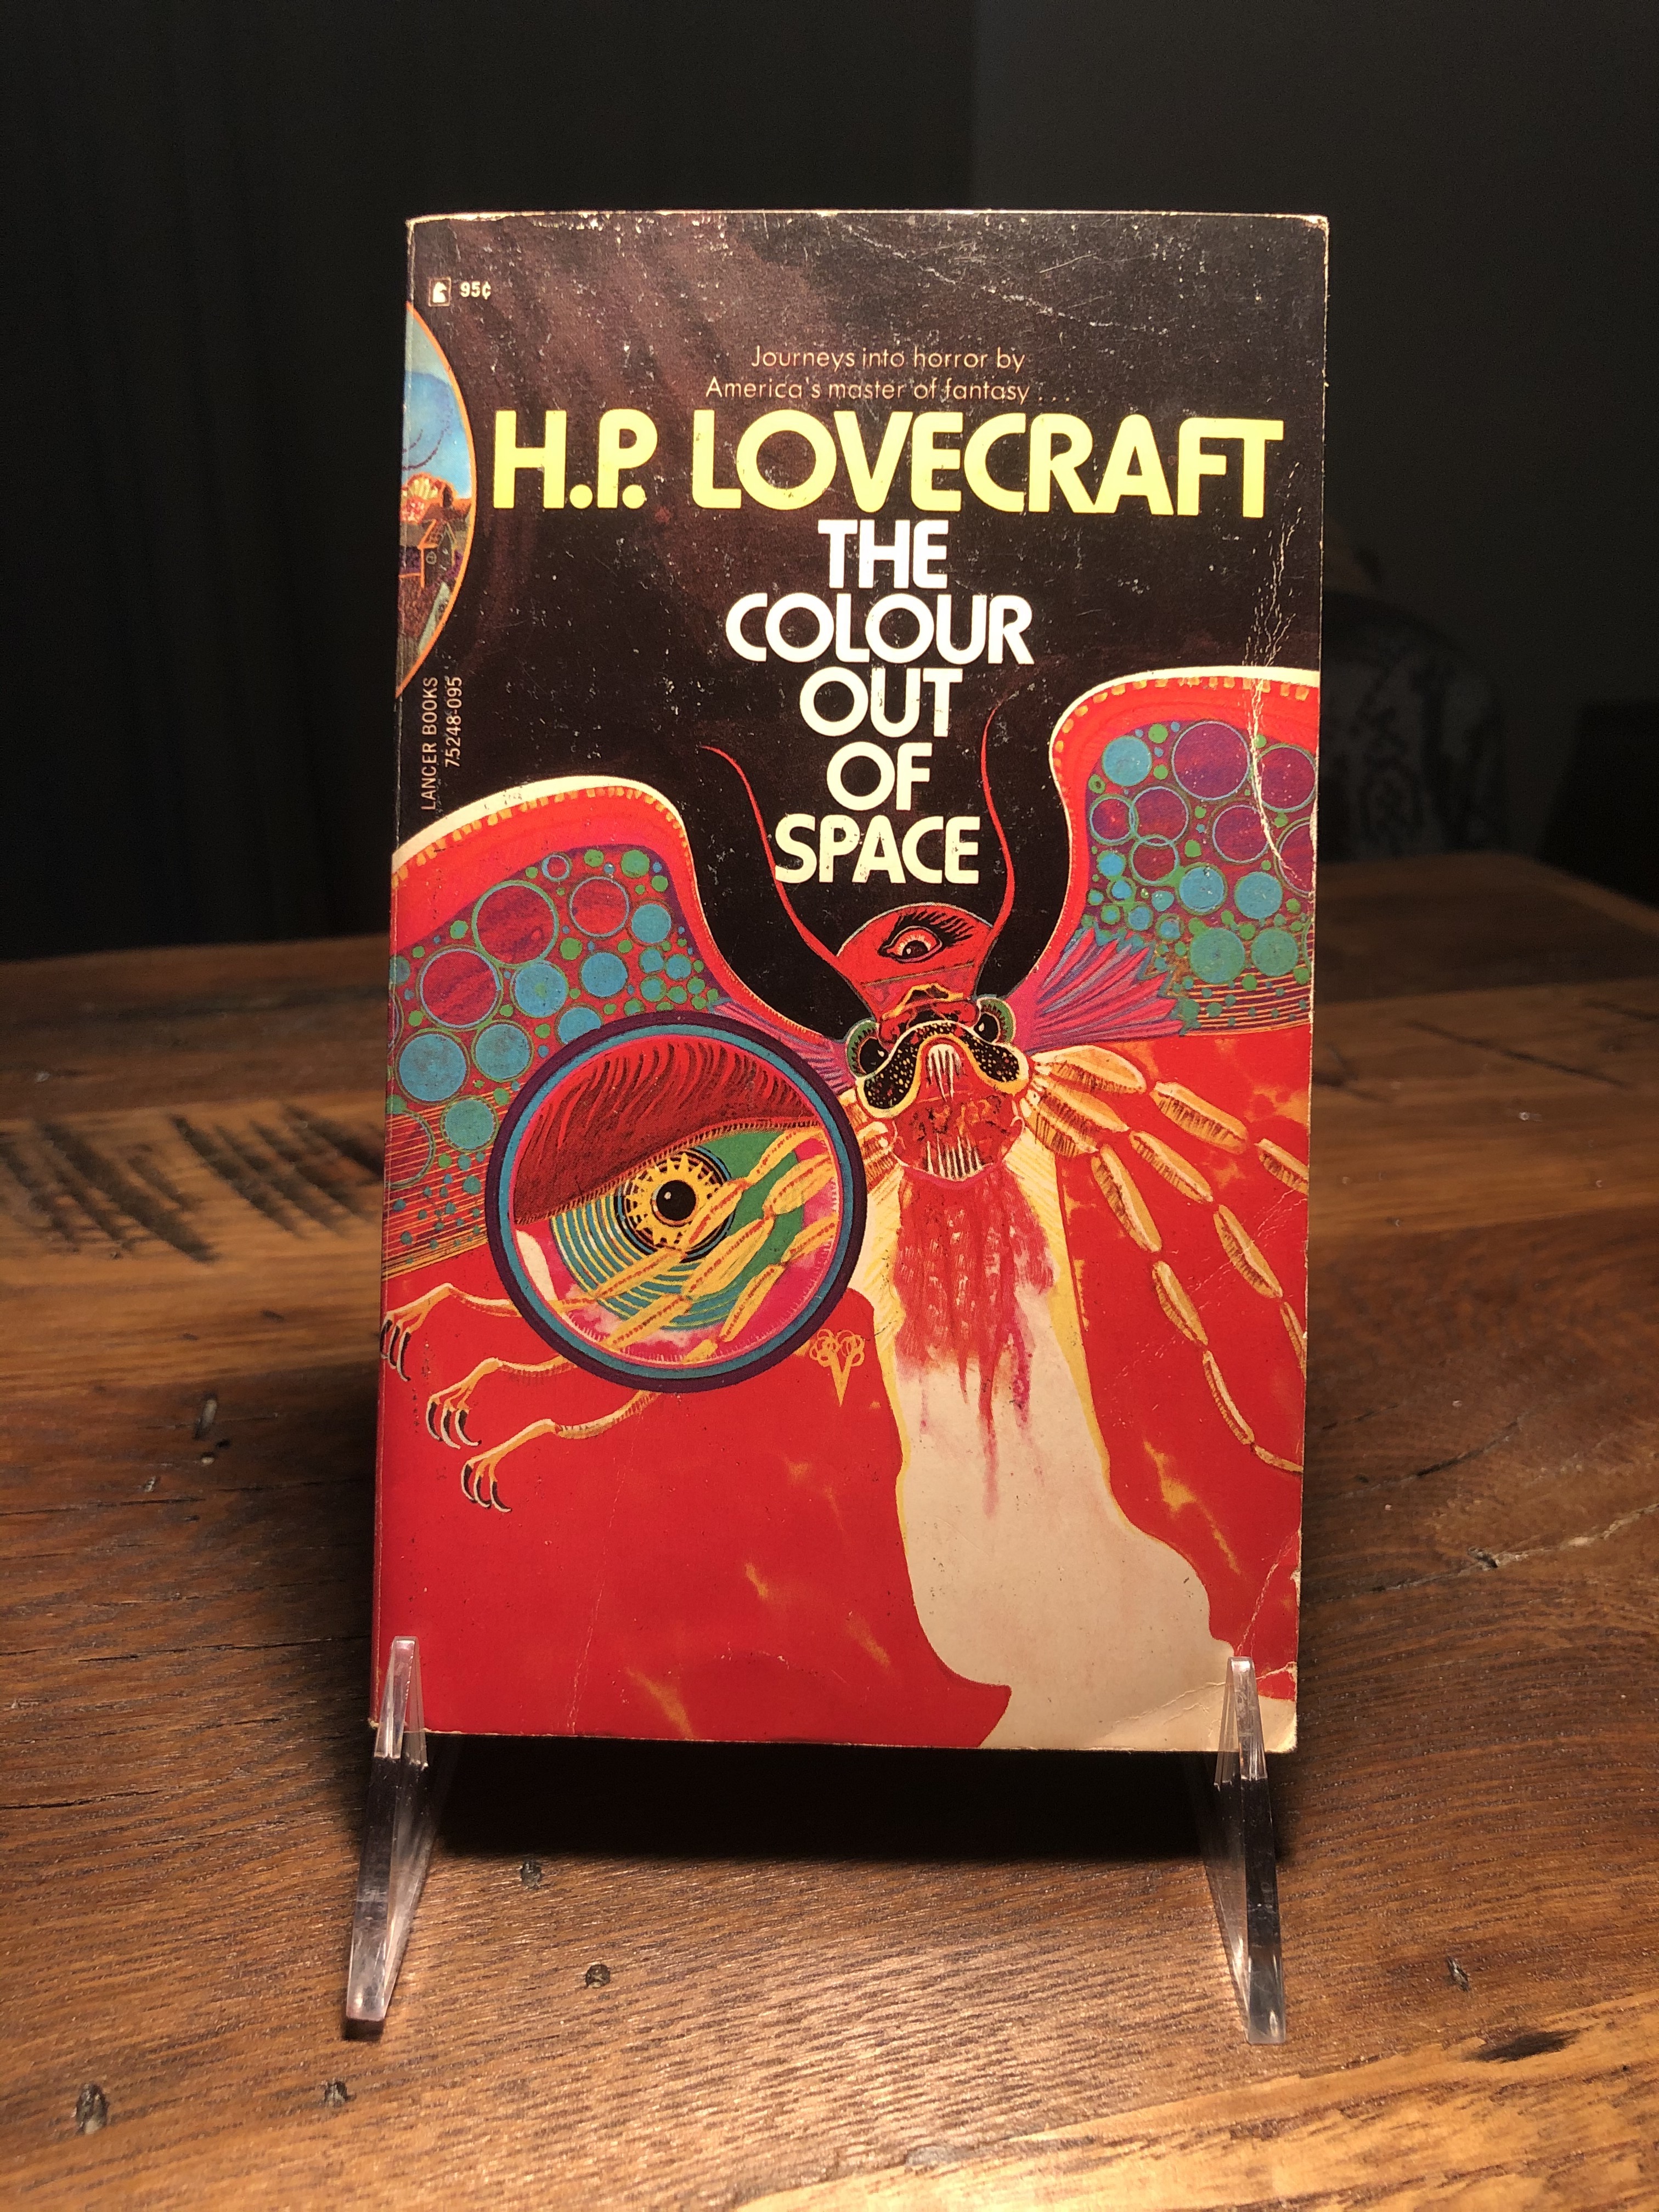 95¢
Journeys into horror by
America's master of fantasy...
H.P. LOVECRAFT
THE
COLOUR
OUT
OF
SPACE
LANCER BOOKS
75248-095